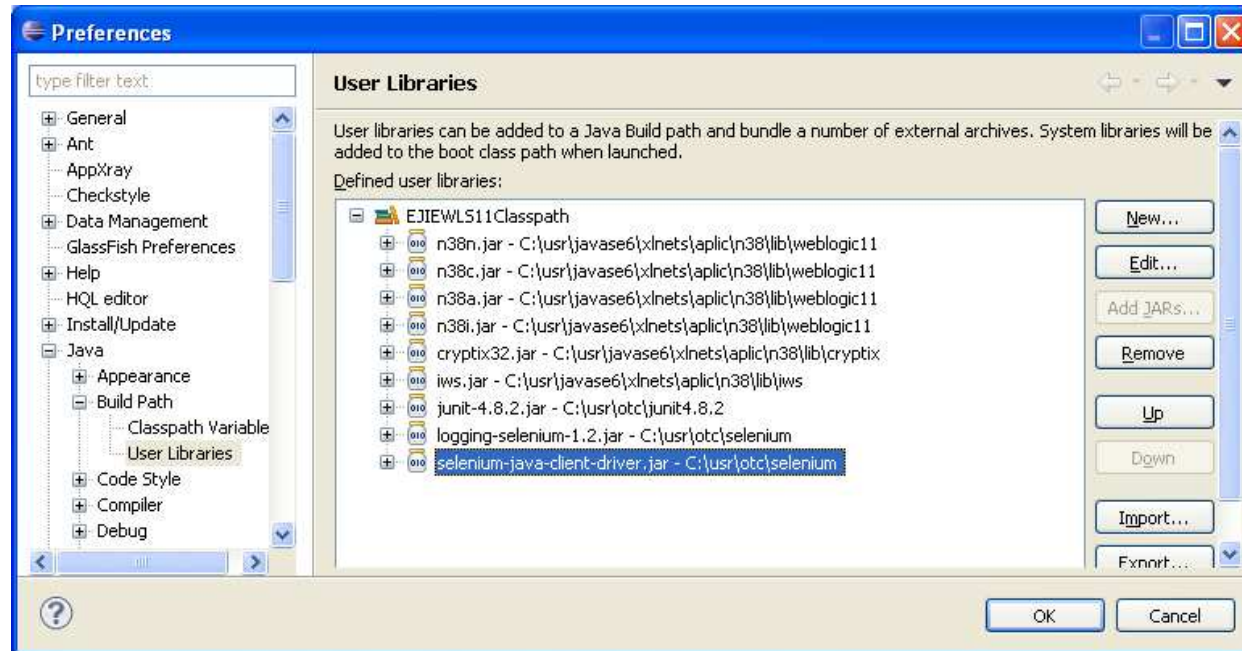 Preferences
type filter text
General
Ant
AppXray
Checkstyle
Data Management
GlassFish Preferences
Help
HQL editor
Install/Update
Java
Appearance
Build Path
Classpath Variable
User Libraries
Code Style
Compiler
Debug
User Libraries
User libraries can be added to a Java Build path and bundle a number of external archives. System libraries will be
added to the boot class path when launched.
Defined user libraries:
EJIEWLS11Classpath
n38n.jar - C:\usr\javase6\xlnets\aplic\n38\lib\weblogic11
n38c.jar - C:\usr\javase6\xlnets\aplic\n38\lib\weblogic11
n38a.jar - C:\usr\javase6\xlnets\aplic\n38\lib\weblogic11
n38i.jar - C:\usr\javase6\xlnets\aplic\n38\lib\weblogic11
cryptix32.jar - C:\usr\javase6\xlnets\aplic\n38\lib\cryptix
iws.jar - C:\usr\javase6\xlnets\aplic\n38\lib\iws
junit-4.8.2.jar - C:\usr\otc\junit4.8.2
logging-selenium-1.2.jar - C:\usr\otc\selenium
selenium-java-client-driver.jar - C:\usr\otc\selenium
New...
Edit...
Add JARs...
Remove
Up
Down
Import...
Export...
OK
Cancel